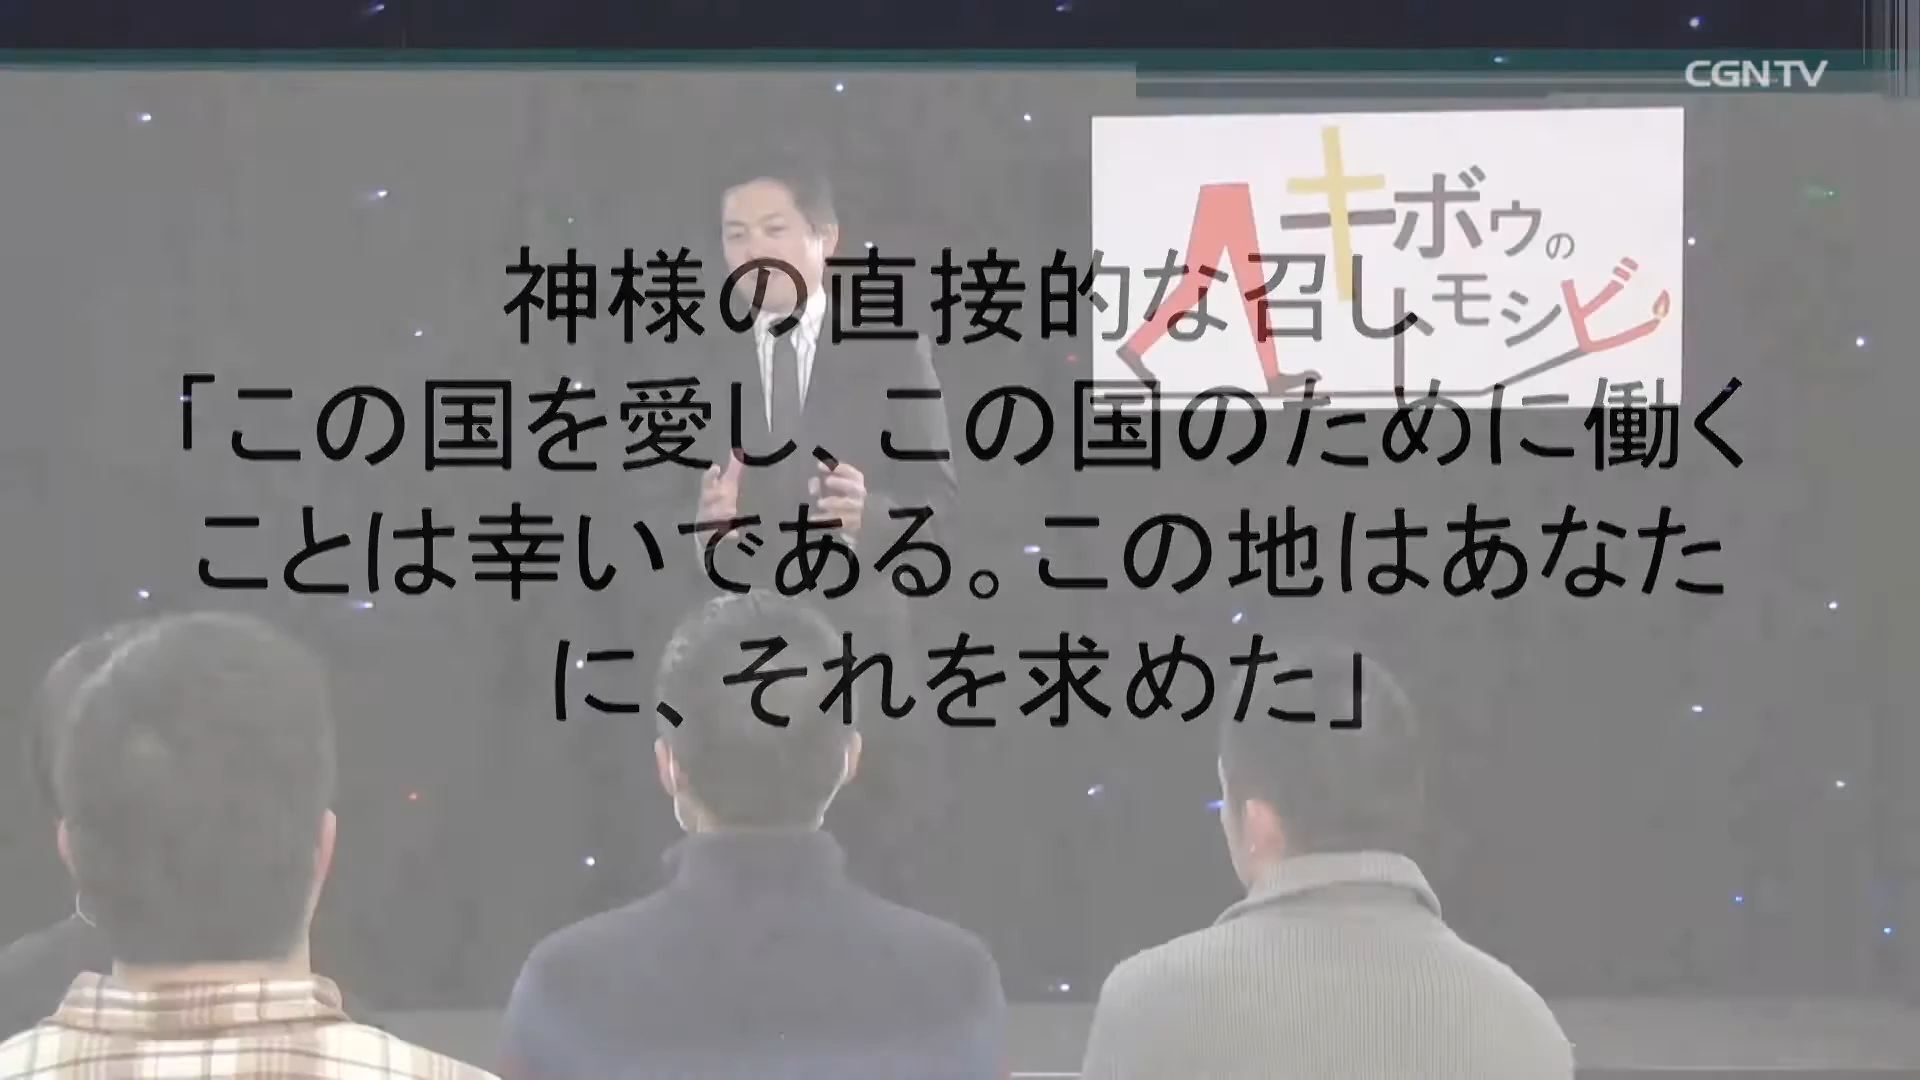 CGNTV
キボウの
モシビ
神様の直接的な召し
「この国を愛し、この国のために働く
ことは幸いである。この地はあなた
に、それを求めた」